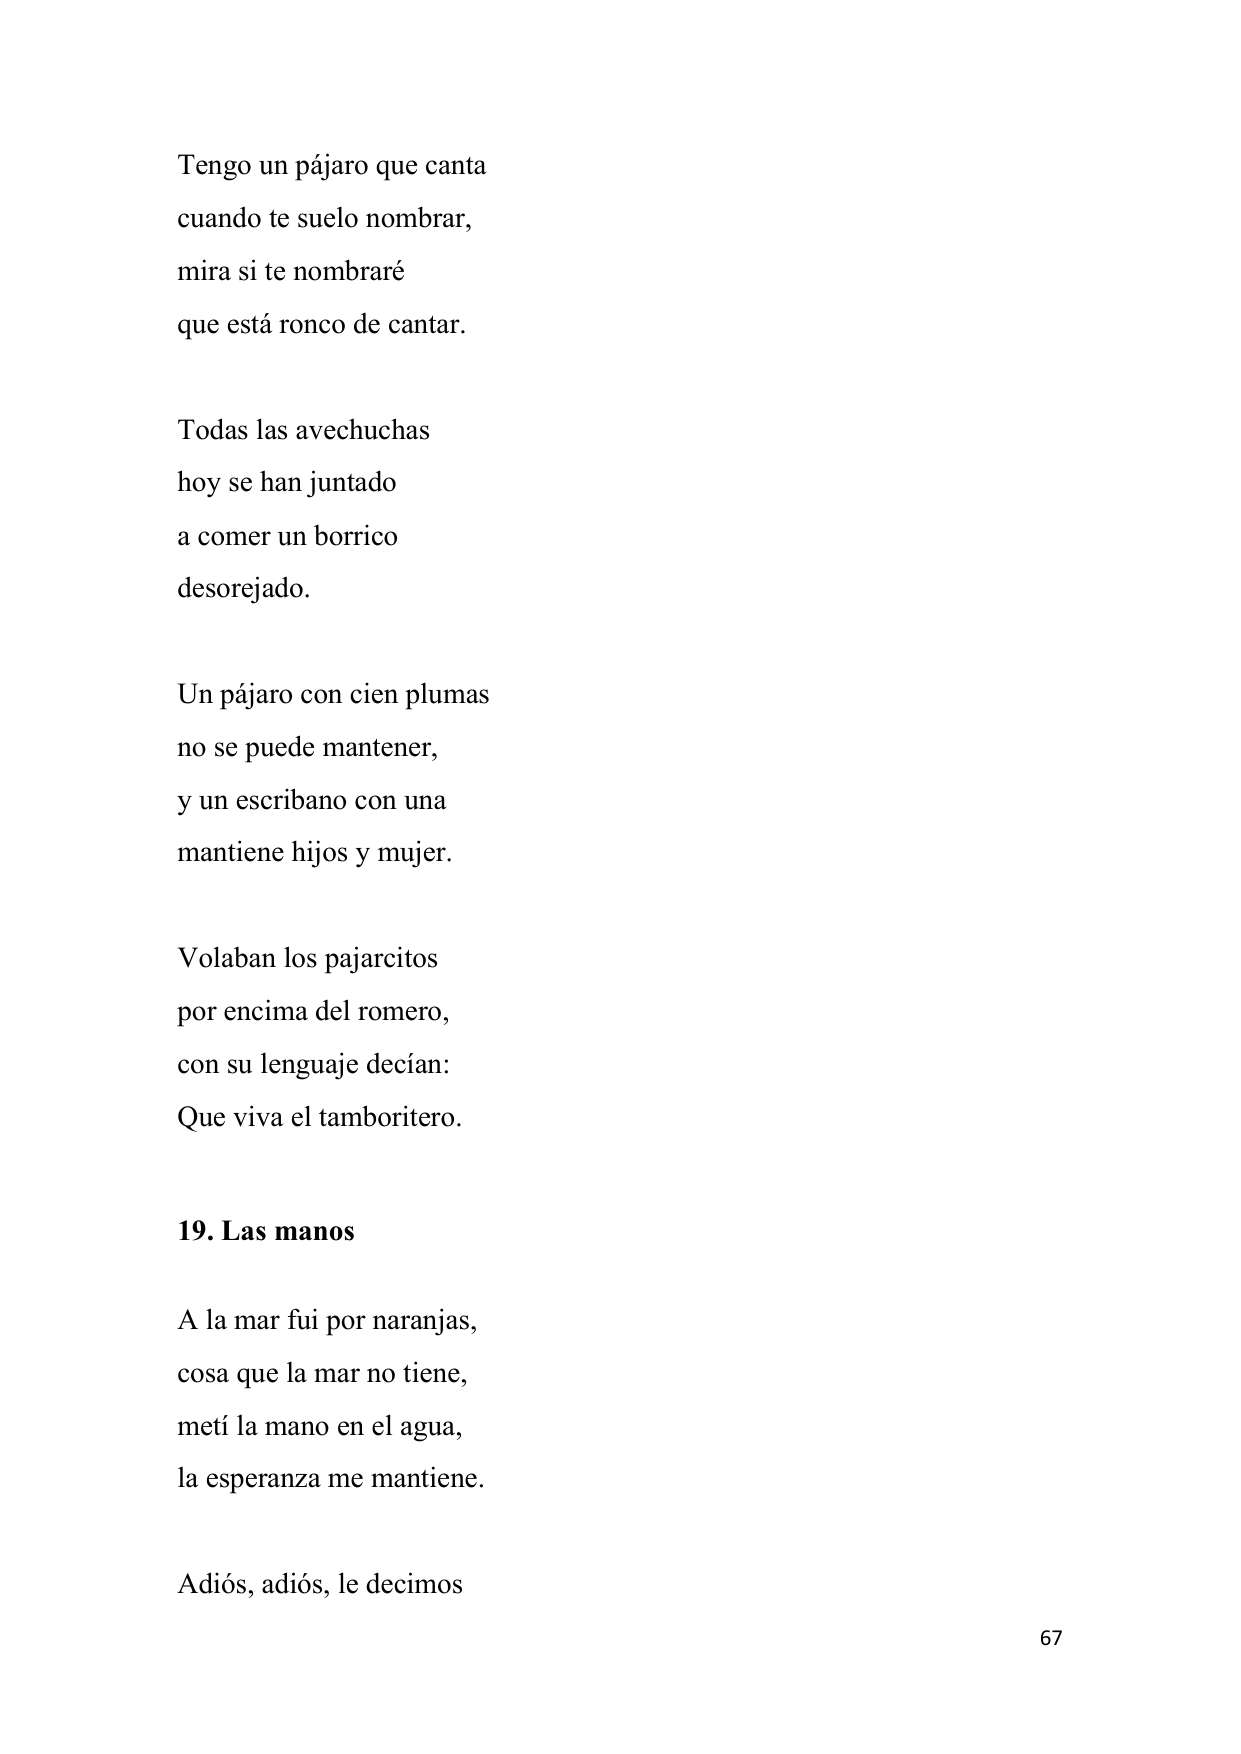 Tengo un pájaro que canta
cuando te suelo nombrar,
mira si te nombraré
que está ronco de cantar.
Todas las avechuchas
hoy se han juntado
a comer un borrico
desorejado.
Un pájaro con cien plumas
no se puede mantener,
y un escribano con una
mantiene hijos y mujer.
Volaban los pajarcitos
por encima del romero,
con su lenguaje decían:
Que viva el tamboritero.
19. Las manos
A la mar fui por naranjas,
cosa que la mar no tiene,
metí la mano en el agua,
la esperanza me mantiene.
Adiós, adiós, le decimos
67